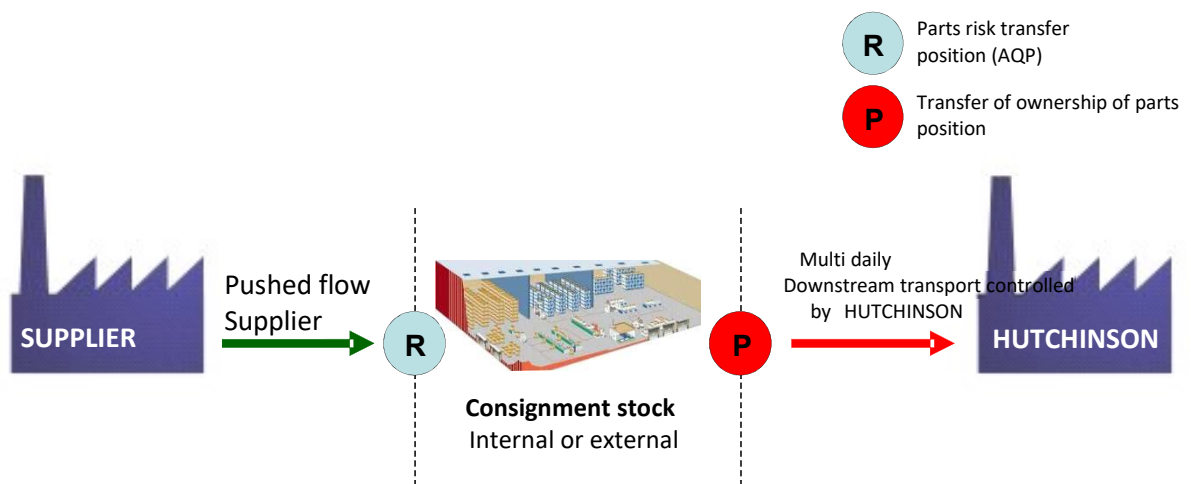 R
Parts risk transfer
position (AQP)
P
Transfer of ownership of parts
position
SUPPLIER
Pushed flow
Supplier
R
Consignment stock
Internal or external
P
Multi daily
Downstream transport controlled
by HUTCHINSON
HUTCHINSON